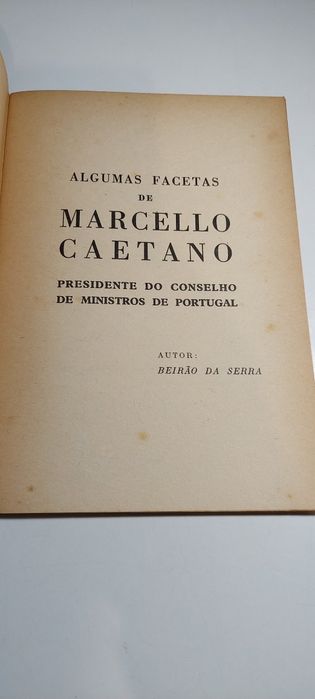 ALGUMAS FACETAS
DE
MARCELLO
CAETANO
PRESIDENTE DO CONSELHO
DE MINISTROS DE PORTUGAL
AUTOR:
BEIRÃO DA SERRA